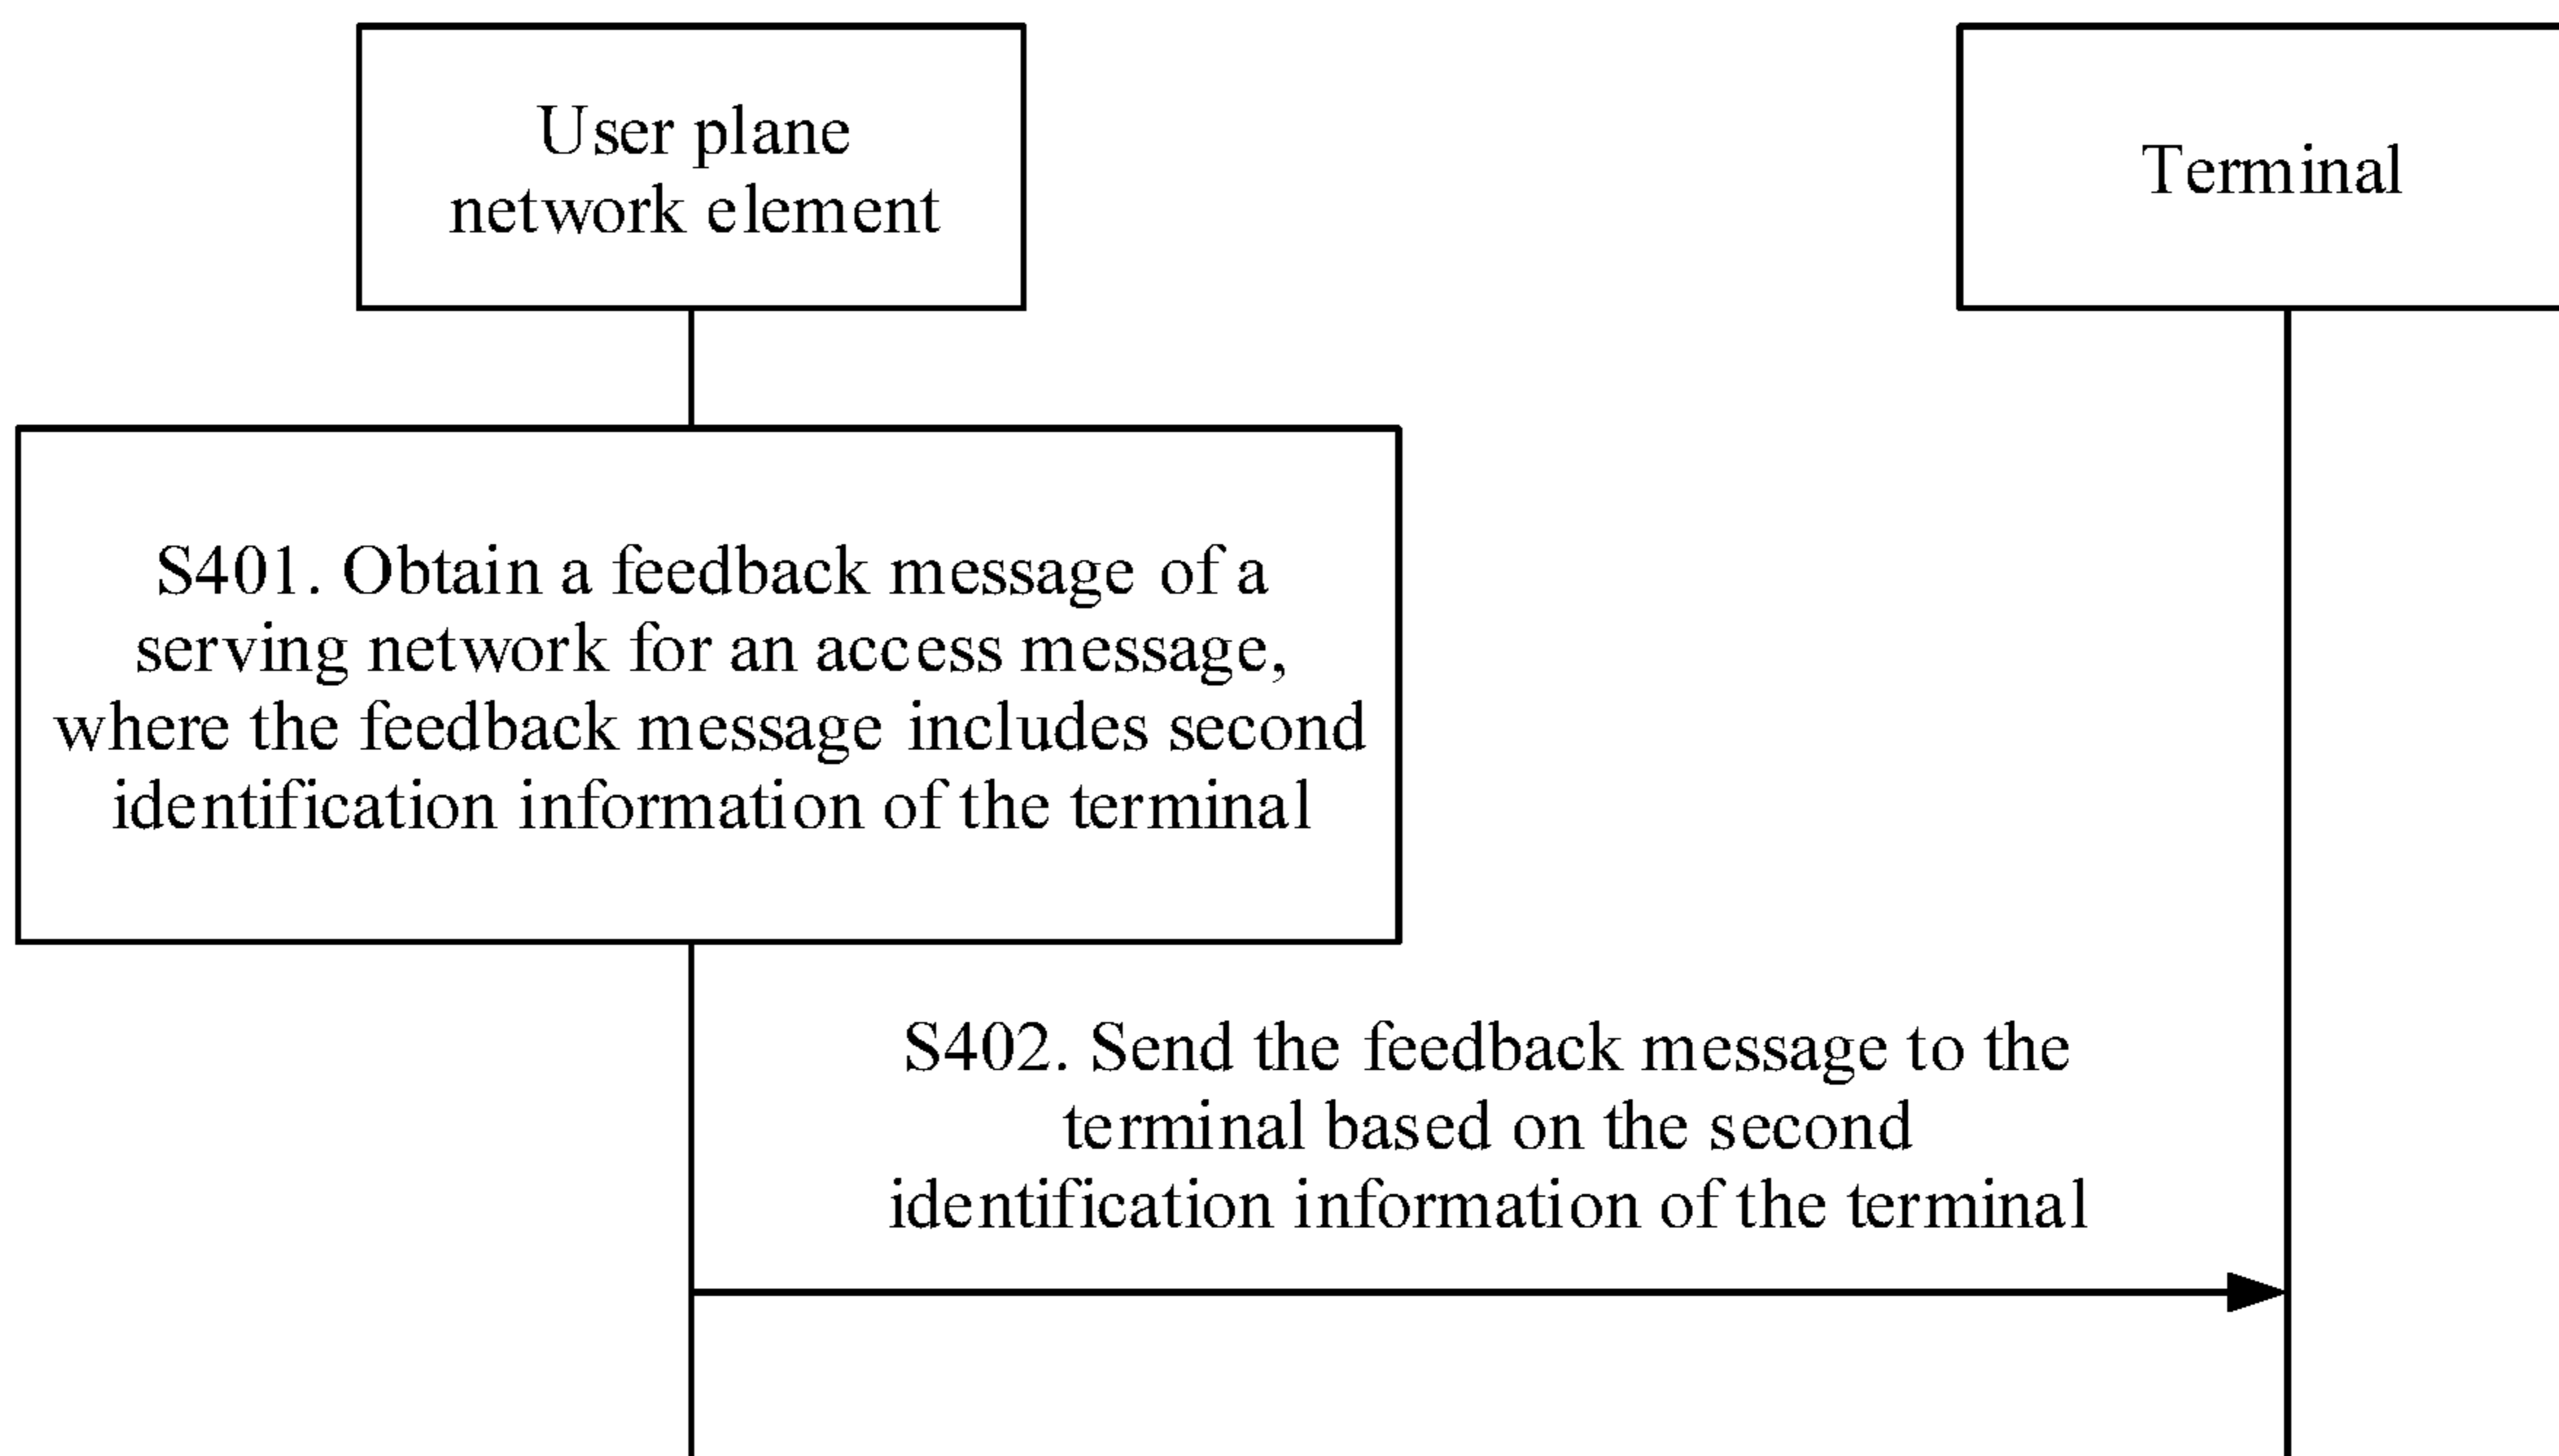 User plane
network element
Terminal
S401. Obtain a feedback message of a
serving network for an access message,
where the feedback message includes second
identification information of the terminal
S402. Send the feedback message to the
terminal based on the second
identification information of the terminal